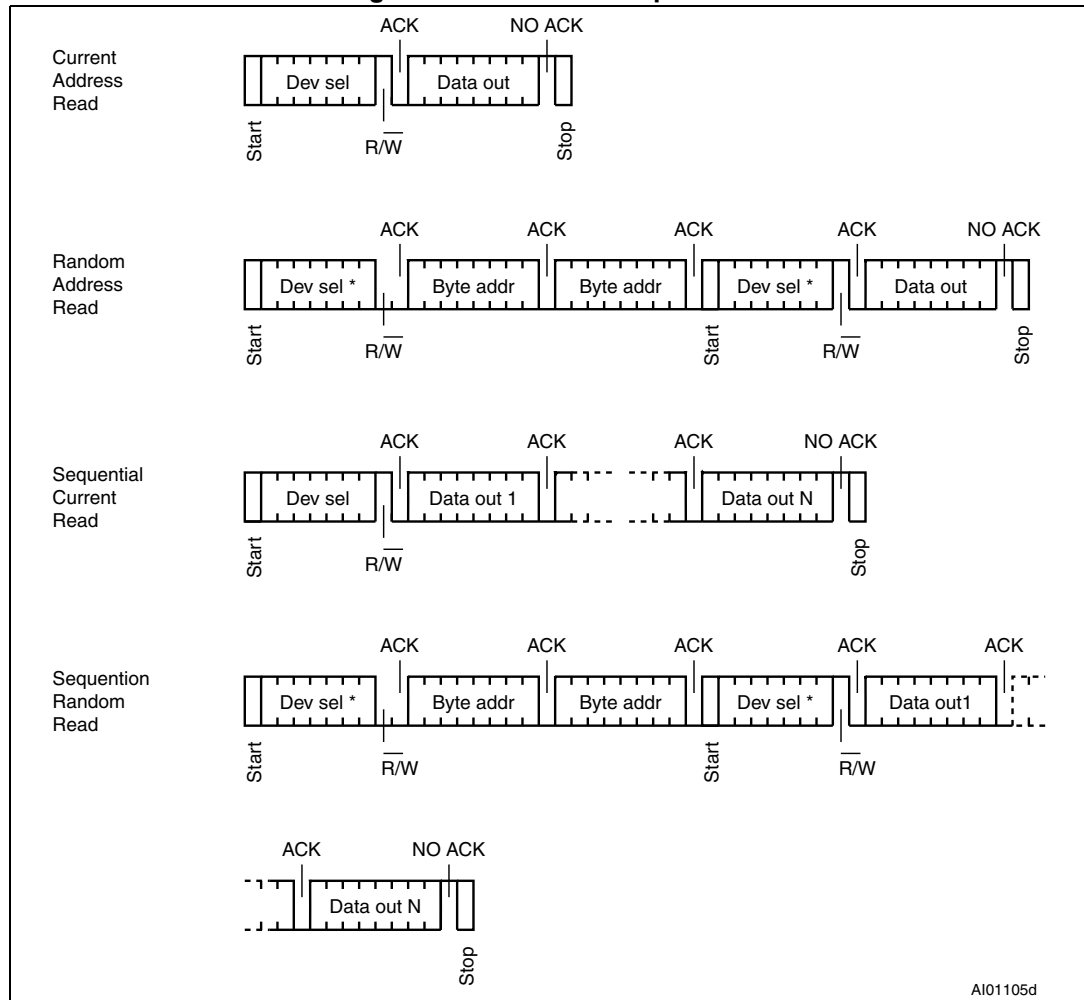 ACK NO ACK
Current
Address
Read
Dev sel Data out
Start R/W̅ Stop
ACK ACK ACK ACK NO ACK
Random
Address
Read
Dev sel * Byte addr Byte addr Dev sel * Data out
Start R/W̅ Start R/W̅ Stop
ACK ACK ACK NO ACK
Sequential
Current
Read
Dev sel Data out 1 Data out N
Start R/W̅ Stop
ACK ACK ACK ACK ACK
Sequention
Random
Read
Dev sel * Byte addr Byte addr Dev sel * Data out1
Start R̅/W Start R̅/W
ACK NO ACK
Data out N
Stop
AI01105d